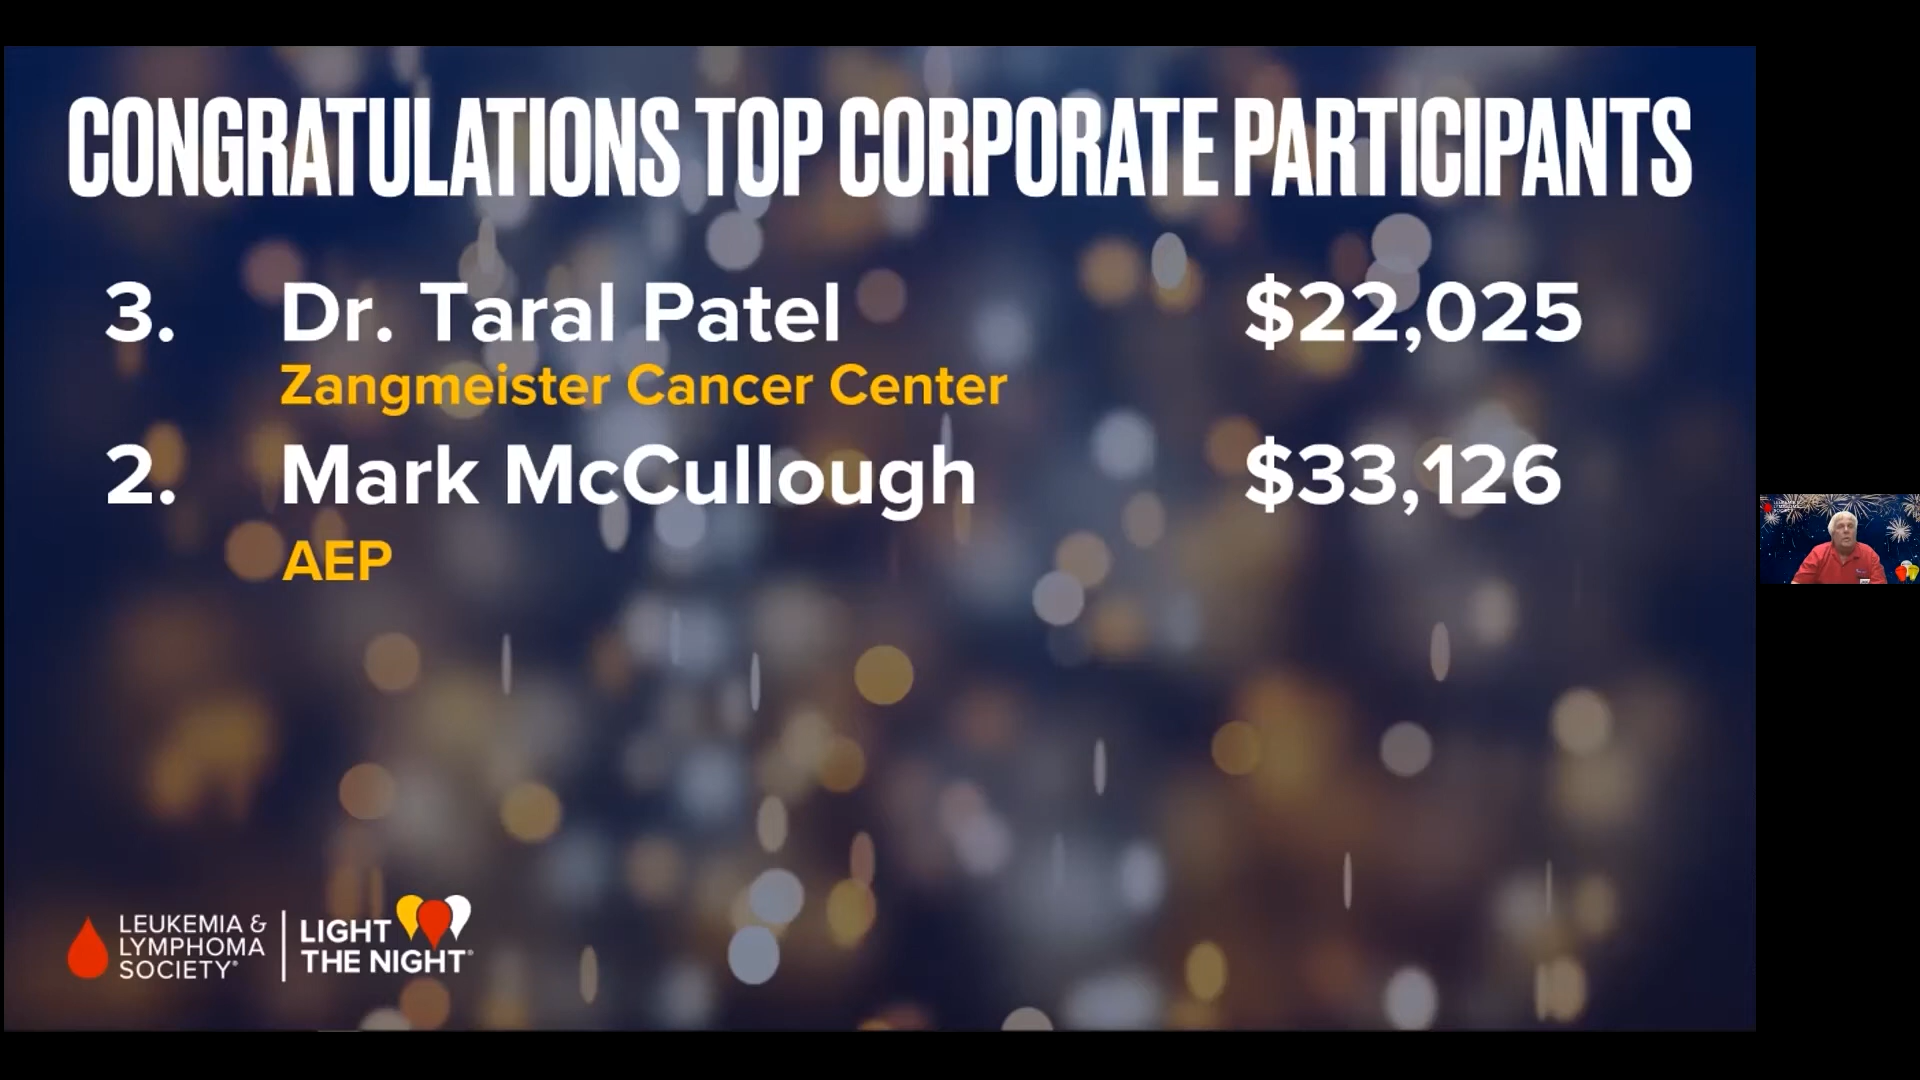 CONGRATULATIONS TOP CORPORATE PARTICIPANTS
3. Dr. Taral Patel $22,025
Zangmeister Cancer Center
2. Mark McCullough $33,126
AEP
LEUKEMIA &
LYMPHOMA
SOCIETY®
LIGHT
THE NIGHT®